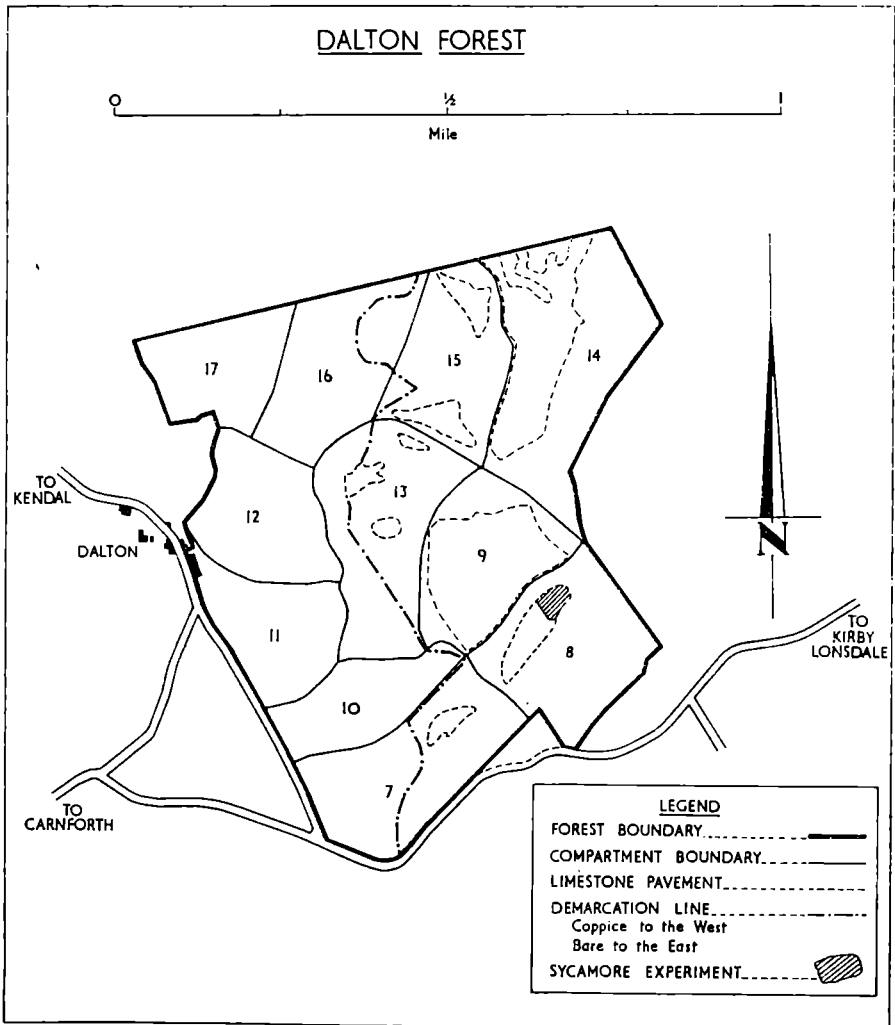 DALTON FOREST
0 ½ 1
Mile
17
16
15
14
13
12
9
11
8
10
7
TO
KENDAL
DALTON
TO
CARNFORTH
TO
KIRBY
LONSDALE
N
LEGEND
FOREST BOUNDARY
COMPARTMENT BOUNDARY
LIMESTONE PAVEMENT
DEMARCATION LINE
Coppice to the West
Bare to the East
SYCAMORE EXPERIMENT